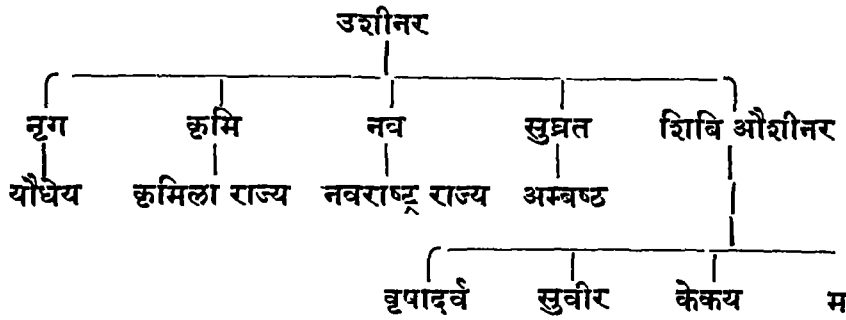 उशीनर
नृग कृमि नव सुव्रत शिबि औशीनर
यौधेय कृमिला राज्य नवराष्ट्र राज्य अम्बष्ठ
वृषादर्व सुवीर केकय